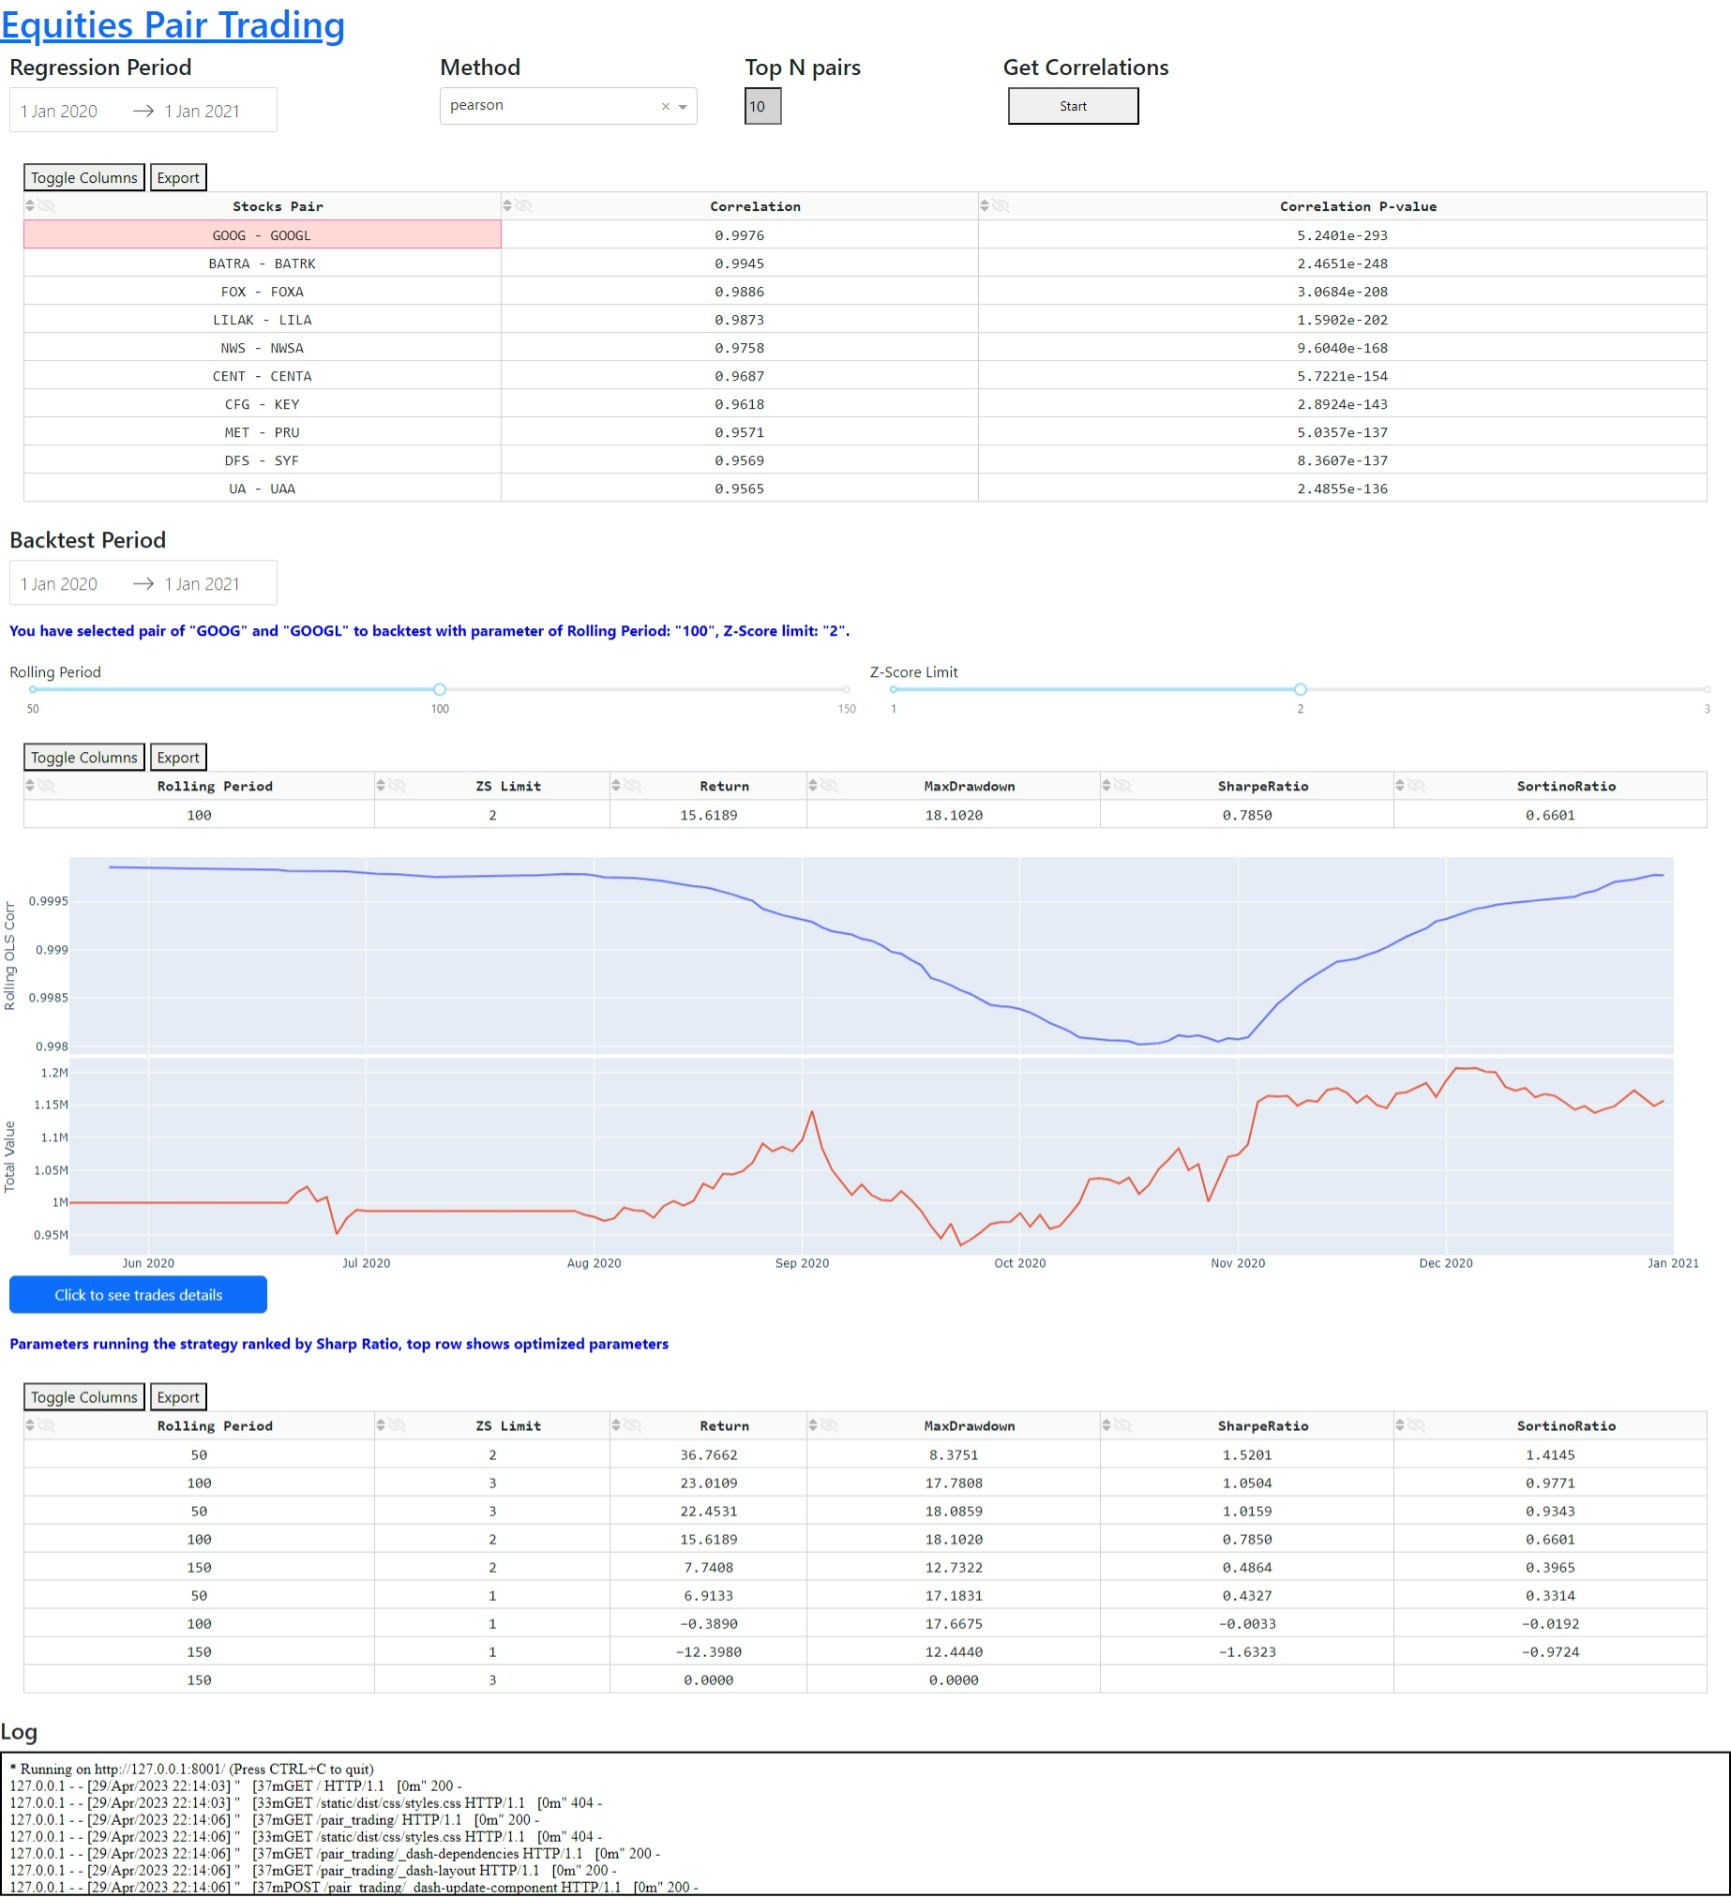 Equities Pair Trading
Regression Period Method Top N pairs Get Correlations
1 Jan 2020 → 1 Jan 2021 pearson × 10 Start
Toggle Columns Export
Stocks Pair Correlation Correlation P-value
GOOG - GOOGL 0.9976 5.2401e-293
BATRA - BATRK 0.9945 2.4651e-248
FOX - FOXA 0.9886 3.0684e-208
LILAK - LILA 0.9873 1.5902e-202
NWS - NWSA 0.9758 9.6040e-168
CENT - CENTA 0.9687 5.7221e-154
CFG - KEY 0.9618 2.8924e-143
MET - PRU 0.9571 5.0357e-137
DFS - SYF 0.9569 8.3607e-137
UA - UAA 0.9565 2.4855e-136
Backtest Period
1 Jan 2020 → 1 Jan 2021
You have selected pair of "GOOG" and "GOOGL" to backtest with parameter of Rolling Period: "100", Z-Score limit: "2".
Rolling Period Z-Score Limit
50 100 150 1 2 3
Toggle Columns Export
Rolling Period ZS Limit Return MaxDrawdown SharpeRatio SortinoRatio
100 2 15.6189 18.1020 0.7850 0.6601
Rolling OLS Corr
0.9995
0.999
0.9985
0.998
Total Value
1.2M
1.15M
1.1M
1.05M
1M
0.95M
Jun 2020 Jul 2020 Aug 2020 Sep 2020 Oct 2020 Nov 2020 Dec 2020 Jan 2021
Click to see trades details
Parameters running the strategy ranked by Sharp Ratio, top row shows optimized parameters
Toggle Columns Export
Rolling Period ZS Limit Return MaxDrawdown SharpeRatio SortinoRatio
50 2 36.7662 8.3751 1.5201 1.4145
100 3 23.0109 17.7808 1.0504 0.9771
50 3 22.4531 18.0859 1.0159 0.9343
100 2 15.6189 18.1020 0.7850 0.6601
150 2 7.7408 12.7322 0.4864 0.3965
50 1 6.9133 17.1831 0.4327 0.3314
100 1 −0.3890 17.6675 −0.0033 −0.0192
150 1 −12.3980 12.4440 −1.6323 −0.9724
150 3 0.0000 0.0000
Log
* Running on http://127.0.0.1:8001/ (Press CTRL+C to quit)
127.0.0.1 - - [29/Apr/2023 22:14:03] " [37mGET / HTTP/1.1 [0m" 200 -
127.0.0.1 - - [29/Apr/2023 22:14:03] " [33mGET /static/dist/css/styles.css HTTP/1.1 [0m" 404 -
127.0.0.1 - - [29/Apr/2023 22:14:06] " [37mGET /pair_trading/ HTTP/1.1 [0m" 200 -
127.0.0.1 - - [29/Apr/2023 22:14:06] " [33mGET /static/dist/css/styles.css HTTP/1.1 [0m" 404 -
127.0.0.1 - - [29/Apr/2023 22:14:06] " [37mGET /pair_trading/_dash-dependencies HTTP/1.1 [0m" 200 -
127.0.0.1 - - [29/Apr/2023 22:14:06] " [37mGET /pair_trading/_dash-layout HTTP/1.1 [0m" 200 -
127.0.0.1 - - [29/Apr/2023 22:14:06] " [37mPOST /pair_trading/_dash-update-component HTTP/1.1 [0m" 200 -